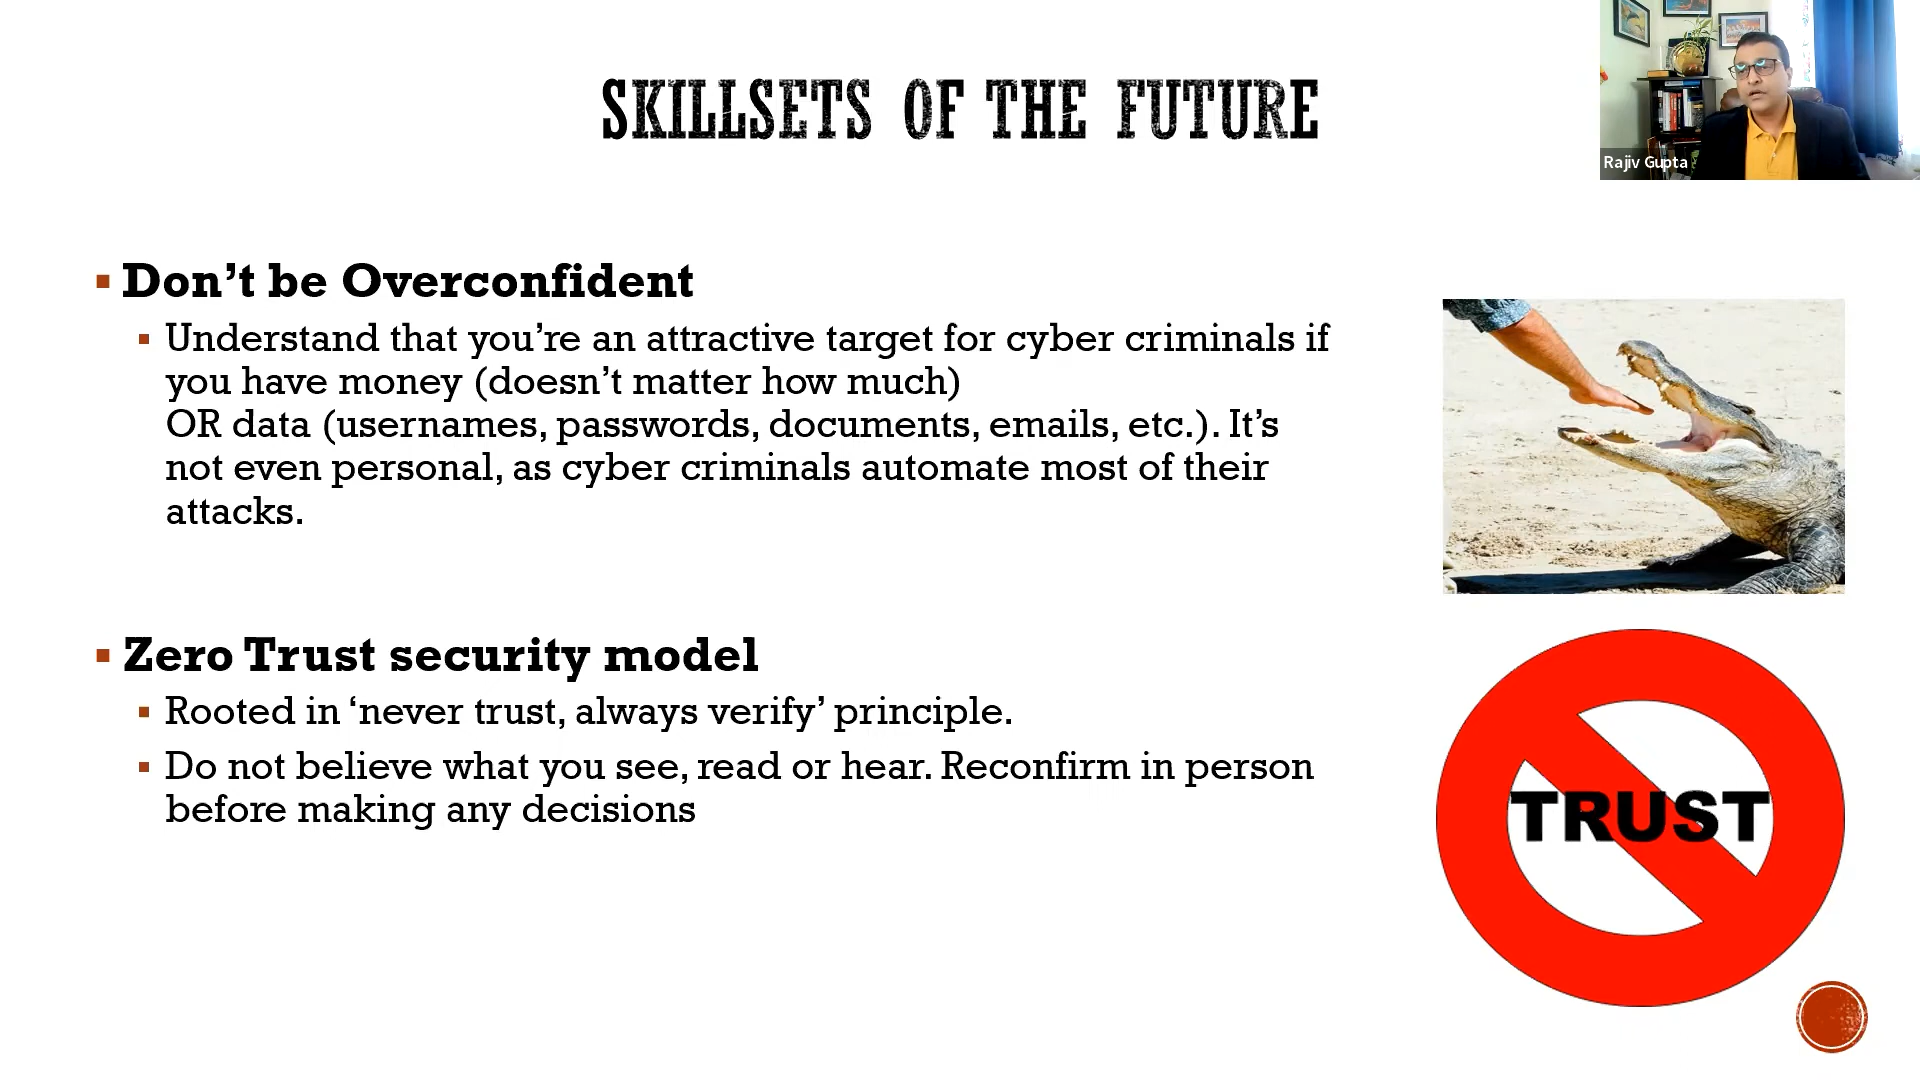 SKILLSETS OF THE FUTURE
Rajiv Gupta
Don’t be Overconfident
Understand that you’re an attractive target for cyber criminals if
you have money (doesn’t matter how much)
OR data (usernames, passwords, documents, emails, etc.). It’s
not even personal, as cyber criminals automate most of their
attacks.
Zero Trust security model
Rooted in ‘never trust, always verify’ principle.
Do not believe what you see, read or hear. Reconfirm in person
before making any decisions
TRUST